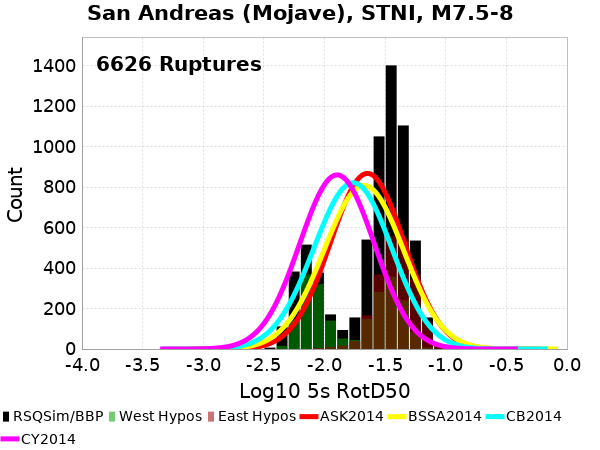 San Andreas (Mojave), STNI, M7.5-8
6626 Ruptures
Count
1400
1200
1000
800
600
400
200
0
-4.0 -3.5 -3.0 -2.5 -2.0 -1.5 -1.0 -0.5 0.0
Log10 5s RotD50
RSQSim/BBP West Hypos East Hypos ASK2014 BSSA2014 CB2014
CY2014